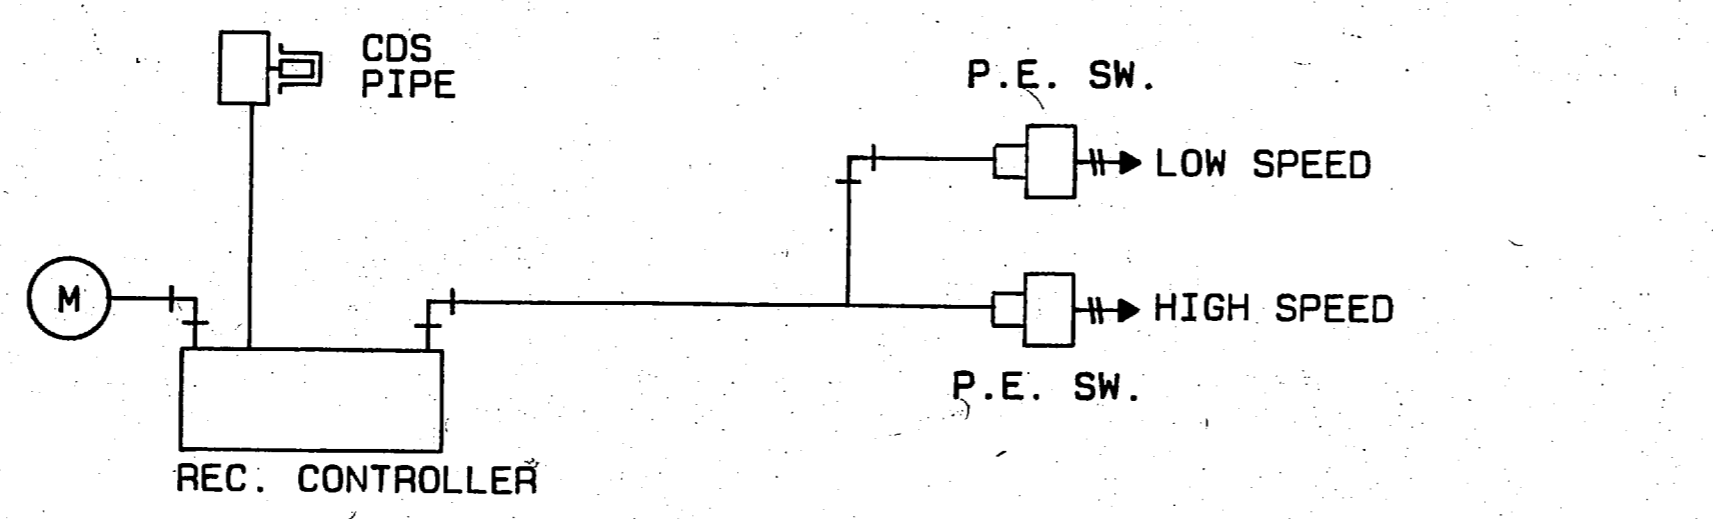 CDS
PIPE
P.E. SW.
LOW SPEED
M
HIGH SPEED
P.E. SW.
REC. CONTROLLER